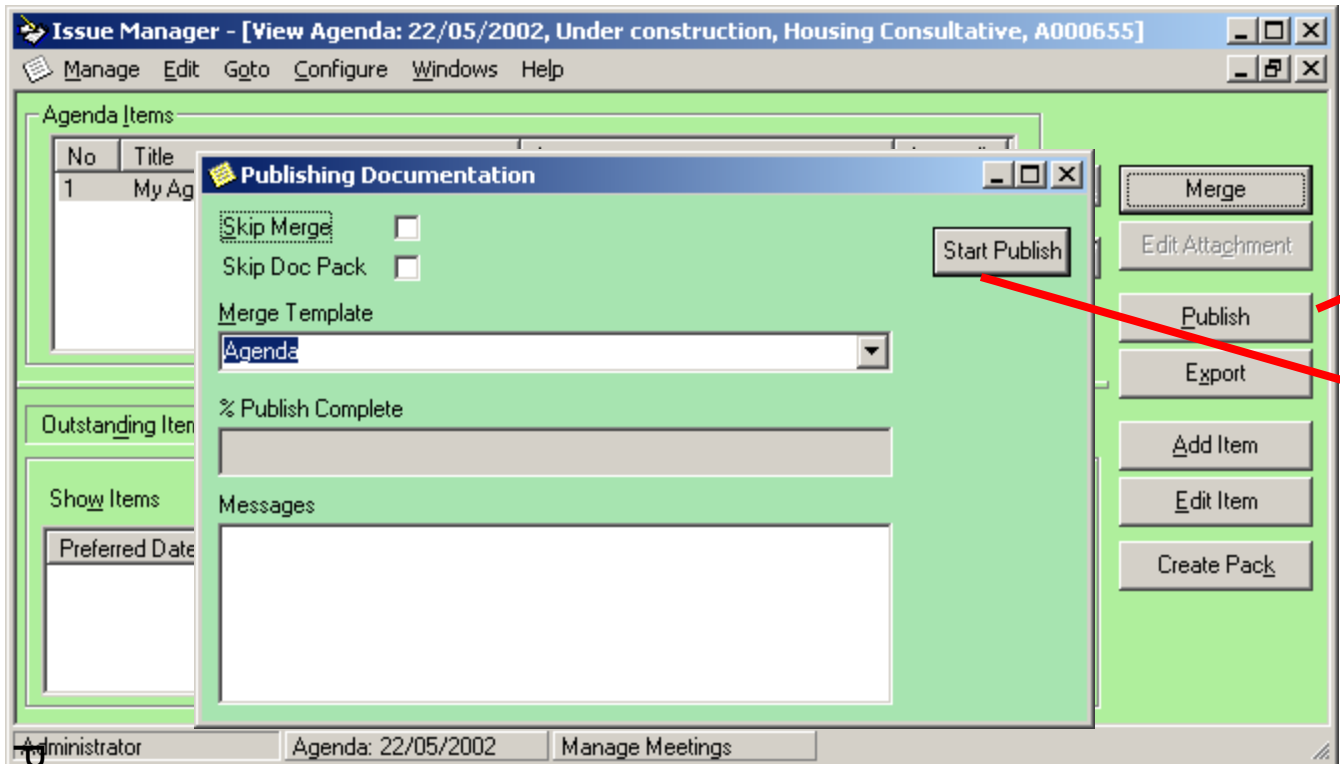 Issue Manager - [View Agenda: 22/05/2002, Under construction, Housing Consultative, A000655]
Manage Edit Goto Configure Windows Help
Agenda Items
No Title
1 My Ag
Publishing Documentation
Skip Merge
Skip Doc Pack
Start Publish
Merge Template
Agenda
% Publish Complete
Messages
Merge
Edit Attachment
Publish
Export
Add Item
Edit Item
Create Pack
Outstanding Iten
Show Items
Preferred Date
Administrator Agenda: 22/05/2002 Manage Meetings